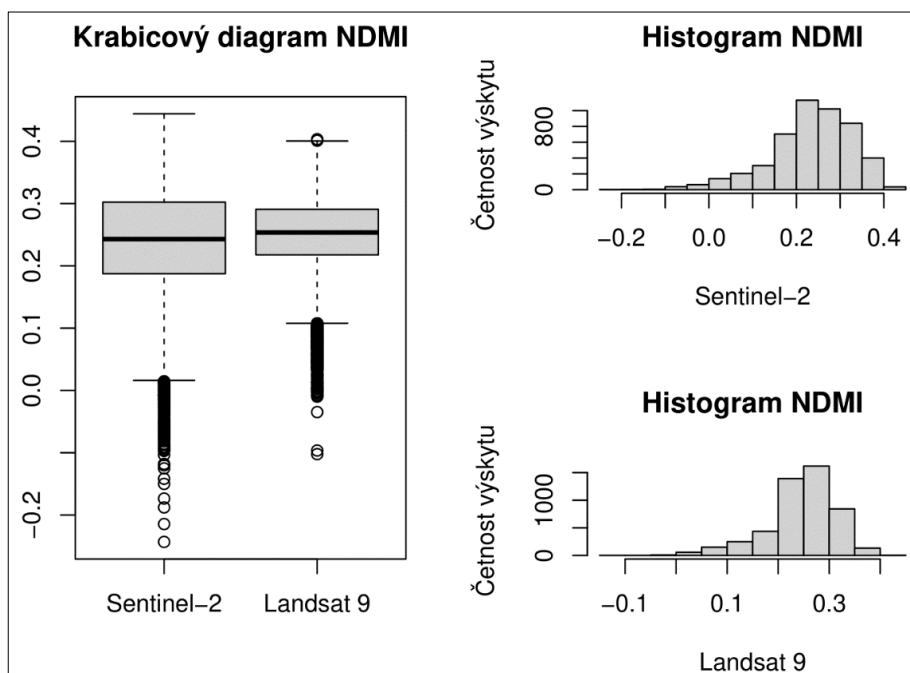 Krabicový diagram NDMI
0.4
0.3
0.2
0.1
0.0
−0.2
Sentinel−2 Landsat 9
Histogram NDMI
Četnost výskytu
800
0
−0.2 0.0 0.2 0.4
Sentinel−2
Histogram NDMI
Četnost výskytu
1000
0
−0.1 0.1 0.3
Landsat 9